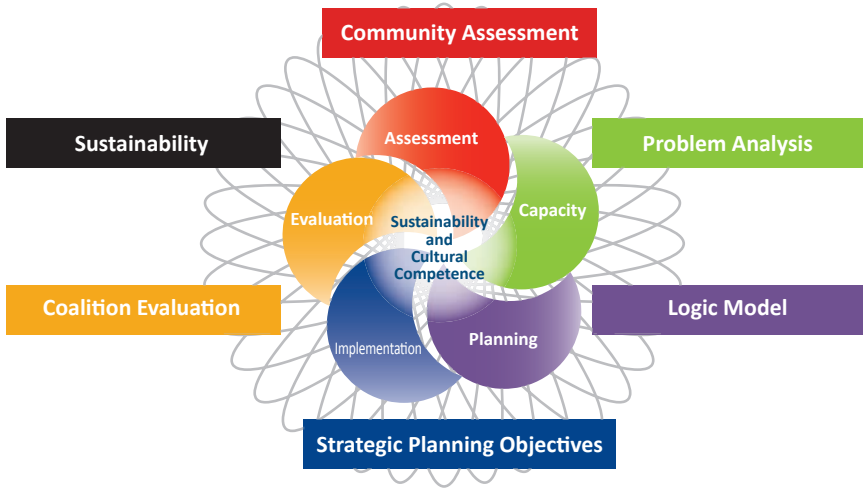 Community Assessment
Sustainability
Problem Analysis
Assessment
Capacity
Evaluation
Sustainability
and
Cultural
Competence
Coalition Evaluation
Logic Model
Planning
Implementation
Strategic Planning Objectives